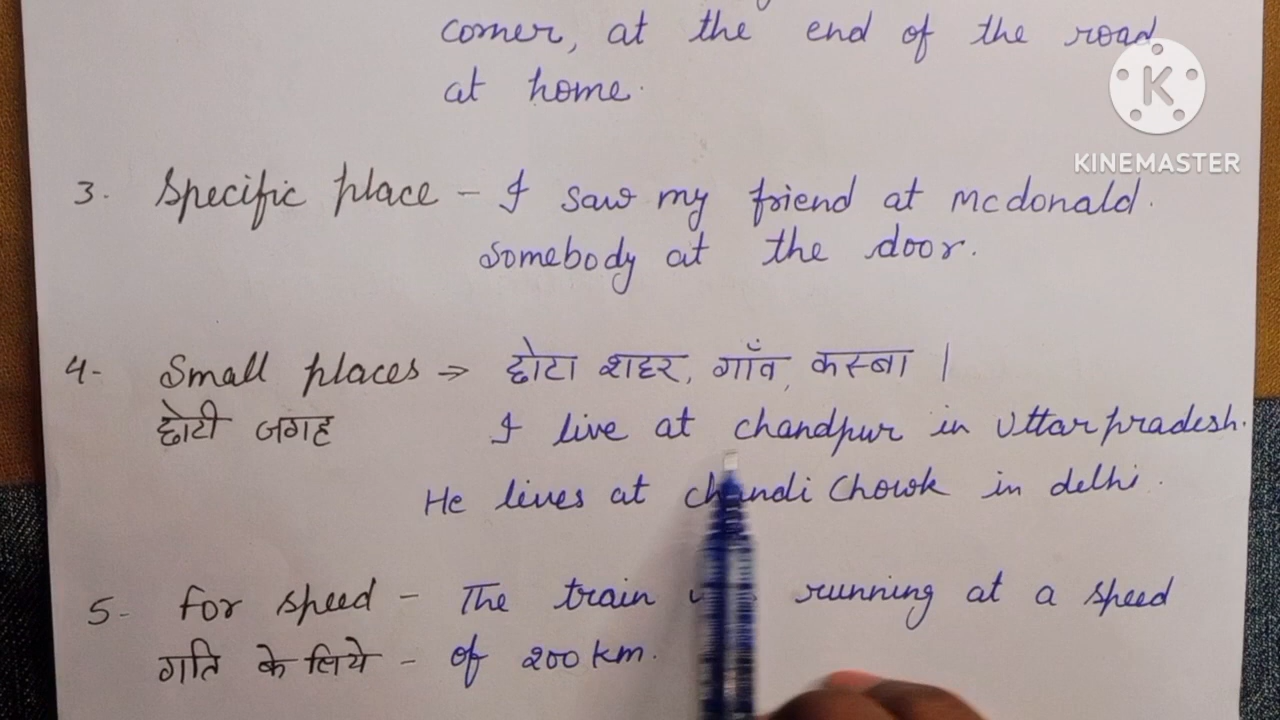 corner, at the end of the road
at home.
KINEMASTER
3. Specific place - I saw my friend at mcdonald.
somebody at the door.
4- Small places → छोटा शहर, गाँव, कस्बा |
छोटी जगह I live at chandpur in Uttarpradesh.
He lives at chandi Chowk in delhi.
5- for speed - The train running at a speed
गति के लिये - of 200 km.